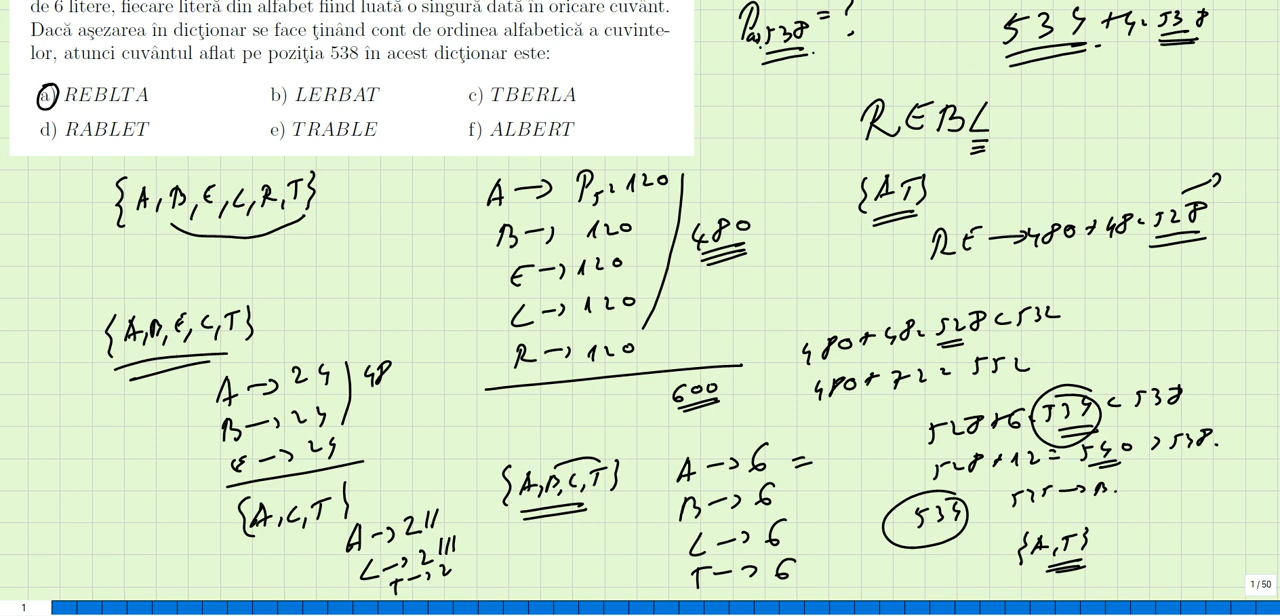 de 6 litere, fiecare literă din alfabet fiind luată o singură dată în oricare cuvânt.
Dacă aşezarea în dicţionar se face ţinând cont de ordinea alfabetică a cuvinte-
lor, atunci cuvântul aflat pe poziţia 538 în acest dicţionar este:
a) REBLTA b) LERBAT c) TBERLA
d) RABLET e) TRABLE f) ALBERT
538 = ?
534 + 4 = 538
REBL
{A, B, E, L, R, T}
A → P5 = 120
B → 120
E → 120
L → 120
480
R → 120
600
{A T}
RE → 480 + 48 = 528
{A, B, E, L, T}
A → 24
B → 24
48
E → 24
{A, L, T}
A → 2
L → 2
T → 2
{A, B, L, T}
A → 6 =
B → 6
L → 6
T → 6
480 + 48 = 528 <
480 + 72 = 552
528 + 6 = 534 < 538
528 + 12 = 540 > 538.
534
→ B.
{A, T}
1
1 / 50